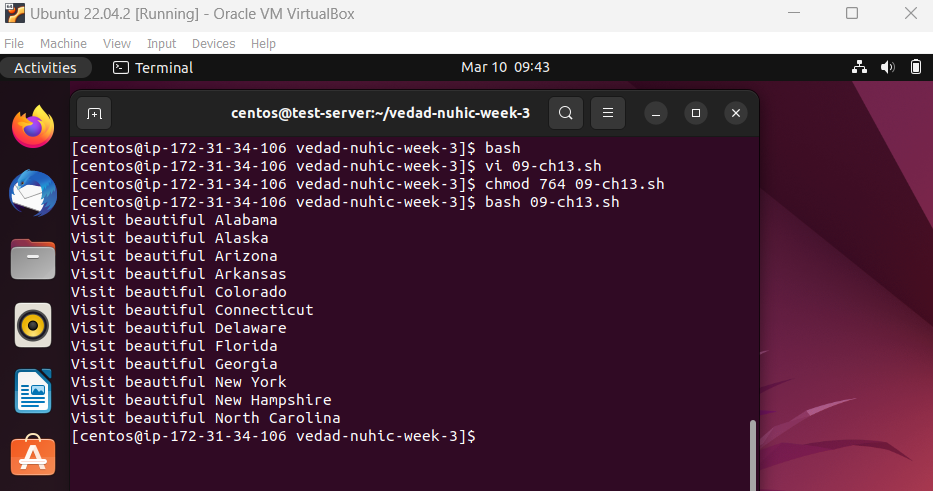 Ubuntu 22.04.2 [Running] - Oracle VM VirtualBox
File Machine View Input Devices Help
Activities Terminal Mar 10 09:43
centos@test-server:~/vedad-nuhic-week-3
[centos@ip-172-31-34-106 vedad-nuhic-week-3]$ bash
[centos@ip-172-31-34-106 vedad-nuhic-week-3]$ vi 09-ch13.sh
[centos@ip-172-31-34-106 vedad-nuhic-week-3]$ chmod 764 09-ch13.sh
[centos@ip-172-31-34-106 vedad-nuhic-week-3]$ bash 09-ch13.sh
Visit beautiful Alabama
Visit beautiful Alaska
Visit beautiful Arizona
Visit beautiful Arkansas
Visit beautiful Colorado
Visit beautiful Connecticut
Visit beautiful Delaware
Visit beautiful Florida
Visit beautiful Georgia
Visit beautiful New York
Visit beautiful New Hampshire
Visit beautiful North Carolina
[centos@ip-172-31-34-106 vedad-nuhic-week-3]$